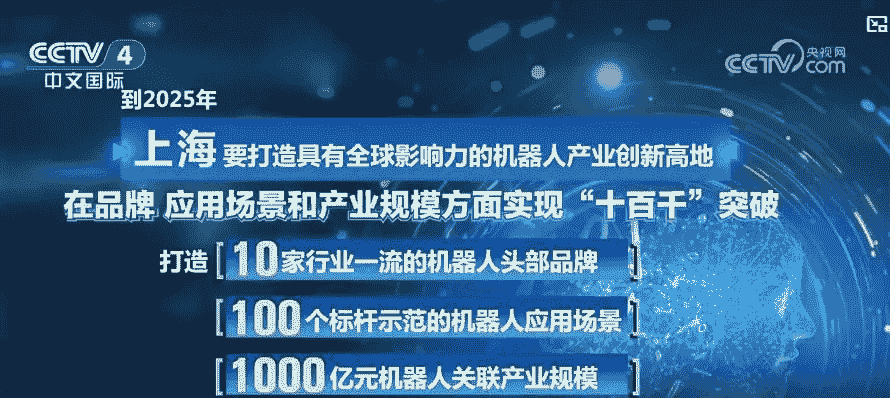 CCTV 4
中文国际
央视网
CCTV com
到2025年
上海要打造具有全球影响力的机器人产业创新高地
在品牌 应用场景和产业规模方面实现“十百千”突破
打造 10家行业一流的机器人头部品牌
100个标杆示范的机器人应用场景
1000亿元机器人关联产业规模